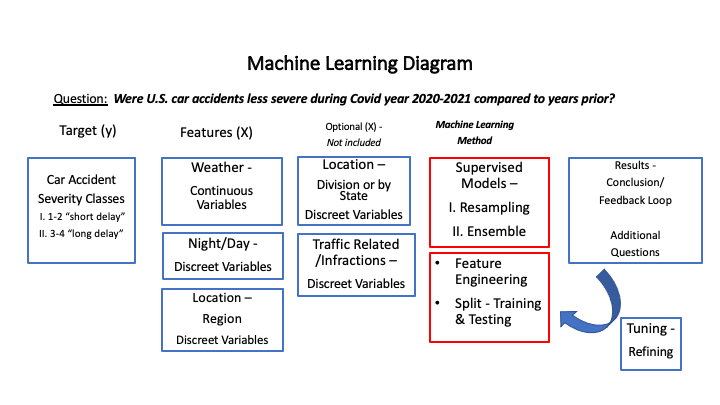 Machine Learning Diagram
Question: Were U.S. car accidents less severe during Covid year 2020-2021 compared to years prior?
Target (y)
Car Accident
Severity Classes
I. 1-2 “short delay”
II. 3-4 “long delay”
Features (X)
Weather -
Continuous
Variables
Night/Day -
Discreet Variables
Location –
Region
Discreet Variables
Optional (X) -
Not included
Location –
Division or by
State
Discreet Variables
Traffic Related
/Infractions –
Discreet Variables
Machine Learning
Method
Supervised
Models –
I. Resampling
II. Ensemble
• Feature
Engineering
• Split - Training
& Testing
Results -
Conclusion/
Feedback Loop
Additional
Questions
Tuning -
Refining